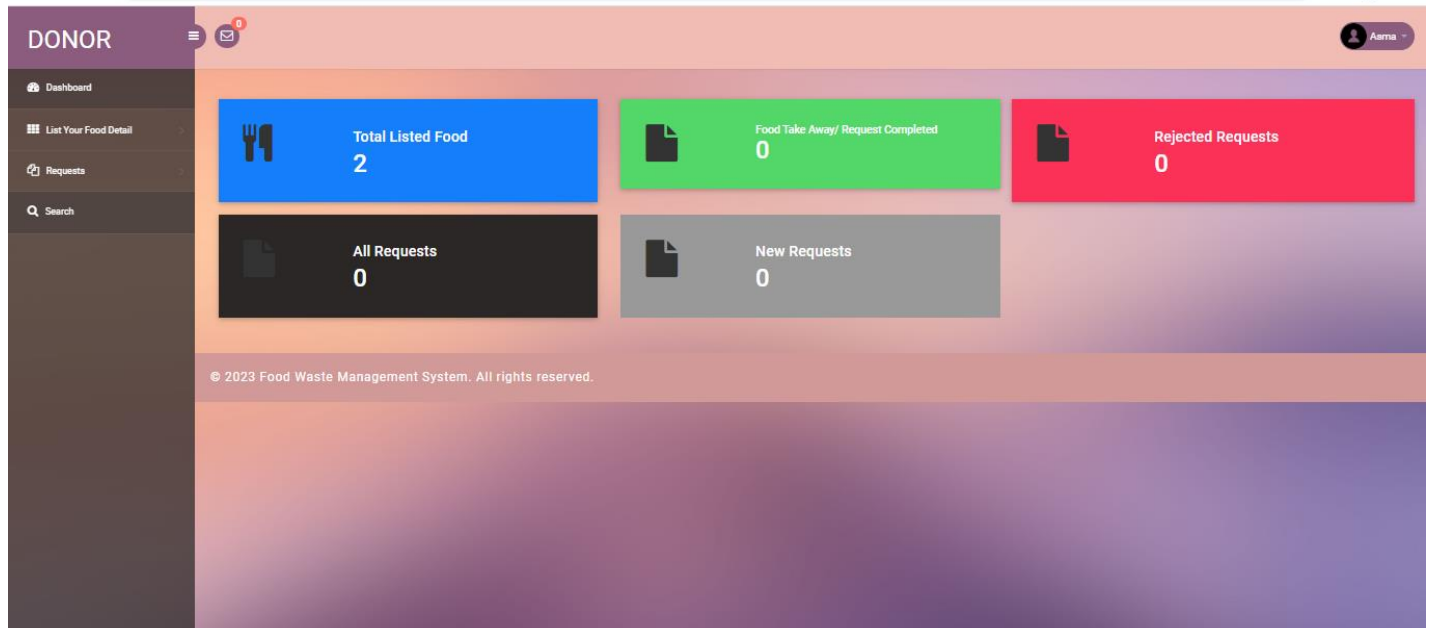 DONOR
0
Asma
Dashboard
List Your Food Detail
Requests
Search
Total Listed Food
2
Food Take Away/ Request Completed
0
Rejected Requests
0
All Requests
0
New Requests
0
© 2023 Food Waste Management System. All rights reserved.